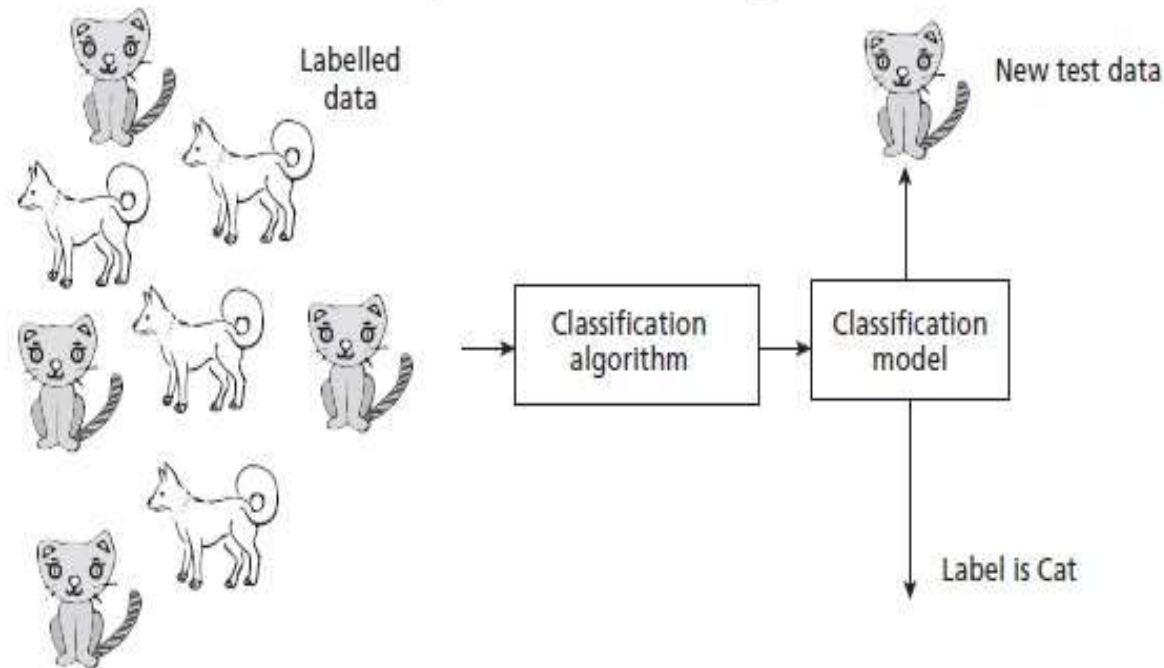 Labelled
data
New test data
Classification
algorithm
Classification
model
Label is Cat